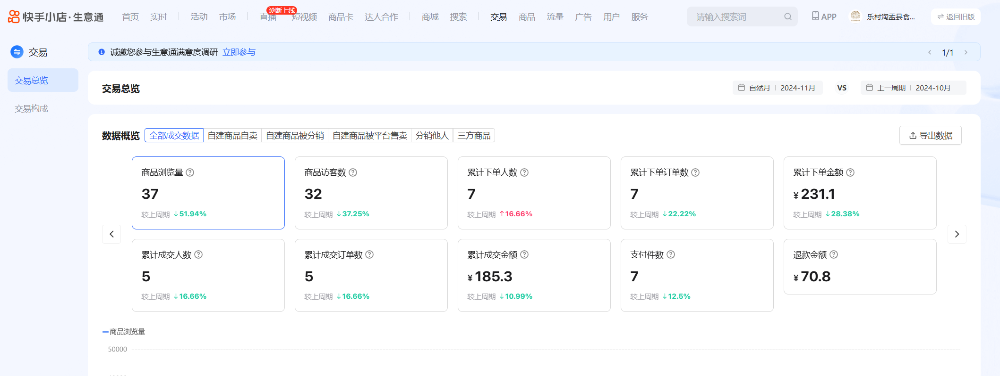 快手小店·生意通 首页 实时 活动 市场 直播 诊断上线 短视频 商品卡 达人合作 商城 搜索 交易 商品 流量 广告 用户 服务 请输入搜索词 APP 乐村淘盂县食... 返回旧版
交易
诚邀您参与生意通满意度调研 立即参与 1/1
交易总览
交易构成
交易总览 自然月 2024-11月 VS 上一周期 2024-10月
数据概览 全部成交数据 自建商品自卖 自建商品被分销 自建商品被平台售卖 分销他人 三方商品 导出数据
商品浏览量 商品访客数 累计下单人数 累计下单订单数 累计下单金额
37 32 7 7 ¥231.1
较上周期 ↓51.94% 较上周期 ↓37.25% 较上周期 ↑16.66% 较上周期 ↓22.22% 较上周期 ↓28.38%
累计成交人数 累计成交订单数 累计成交金额 支付件数 退款金额
5 5 ¥185.3 7 ¥70.8
较上周期 ↓16.66% 较上周期 ↓16.66% 较上周期 ↓10.99% 较上周期 ↓12.5%
商品浏览量
50000